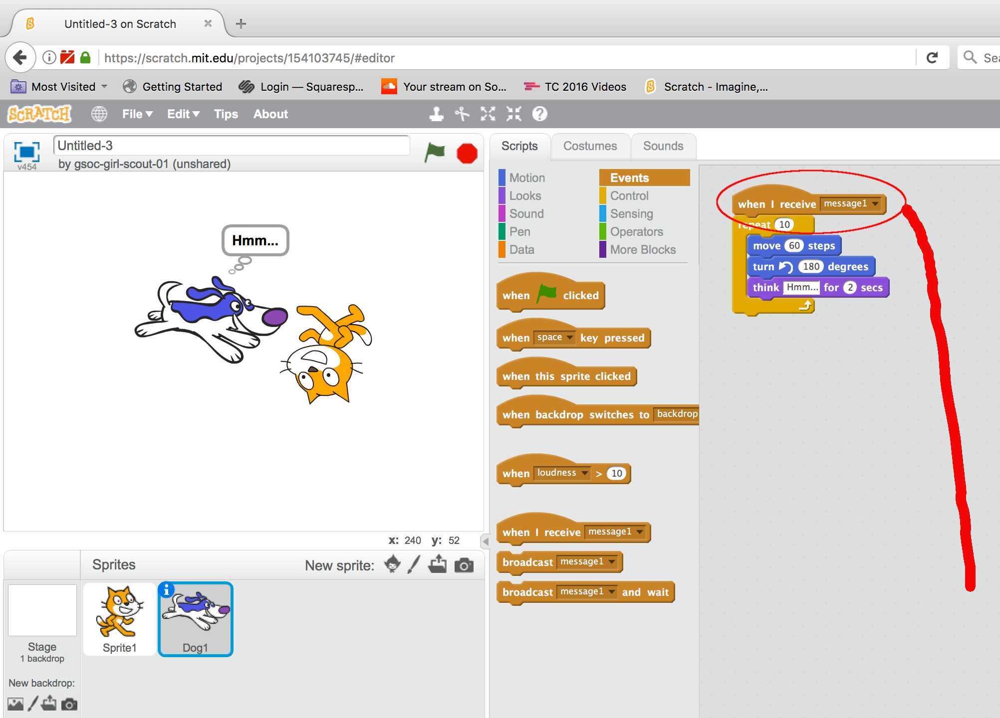 Untitled-3 on Scratch
https://scratch.mit.edu/projects/154103745/#editor
Sea
Most Visited
Getting Started
Login — Squaresp...
Your stream on So...
TC 2016 Videos
Scratch - Imagine,...
SCRATCH
File
Edit
Tips
About
v454
Untitled-3
by gsoc-girl-scout-01 (unshared)
Hmm...
x: 240 y: 52
Sprites
New sprite:
Stage
1 backdrop
New backdrop:
Sprite1
Dog1
Scripts
Costumes
Sounds
Motion
Looks
Sound
Pen
Data
Events
Control
Sensing
Operators
More Blocks
when clicked
when space key pressed
when this sprite clicked
when backdrop switches to backdrop
when loudness > 10
when I receive message1
broadcast message1
broadcast message1 and wait
when I receive message1
repeat 10
move 60 steps
turn 180 degrees
think Hmm... for 2 secs